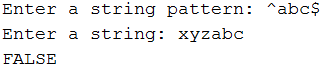 Enter a string pattern: ^abc$
Enter a string: xyzabc
FALSE